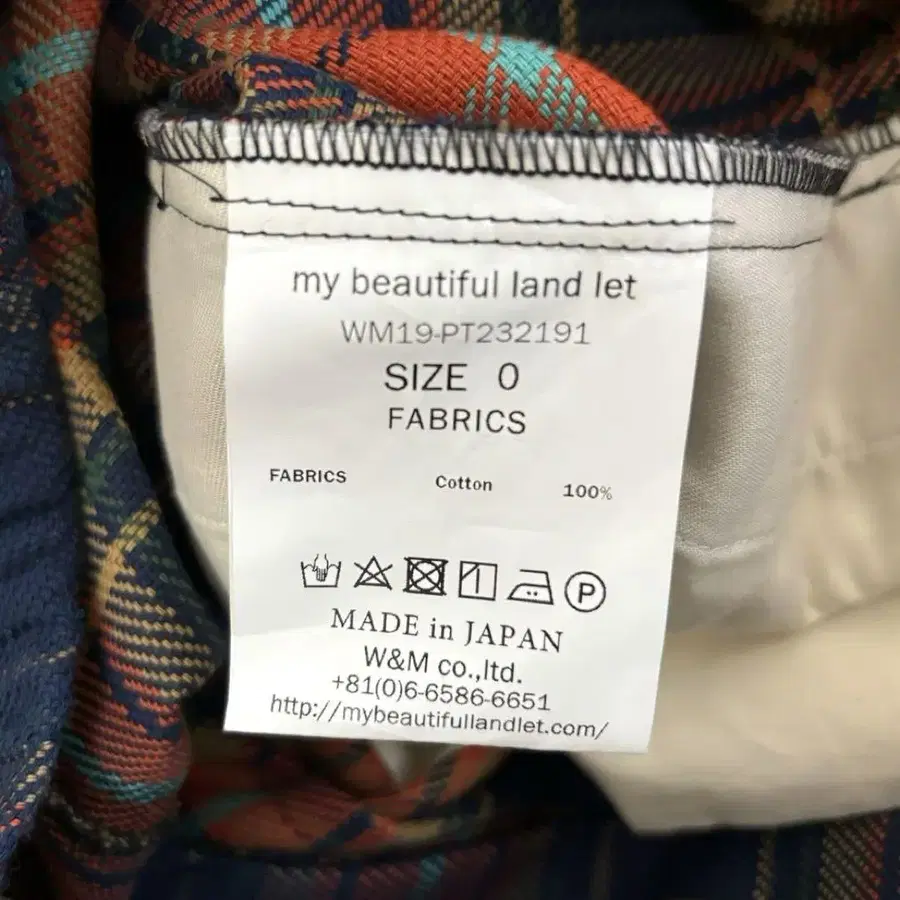 my beautiful land let
WM19-PT232191
SIZE 0
FABRICS
FABRICS Cotton 100%
P
MADE in JAPAN
W&M co.,ltd.
+81(0)6-6586-6651
http://mybeautifullandlet.com/